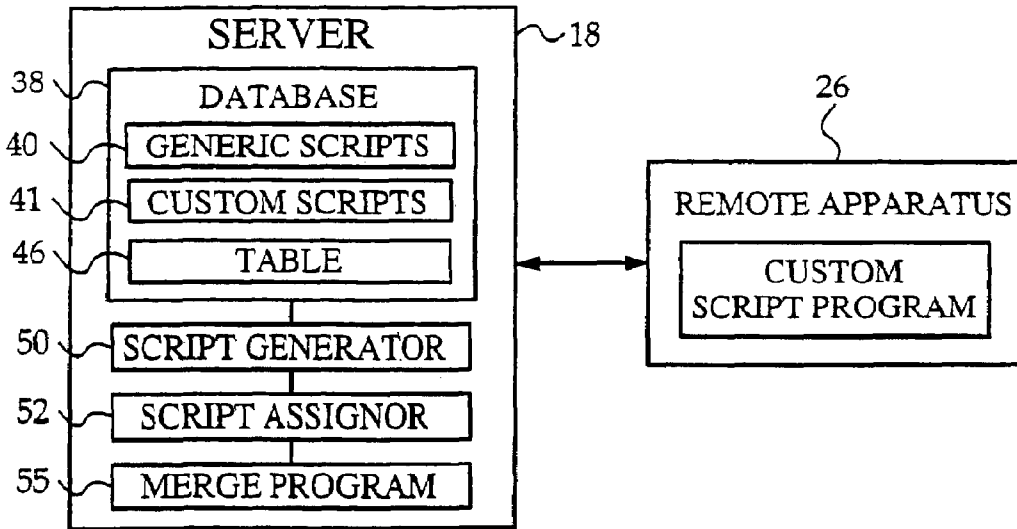 SERVER
18
38
DATABASE
40
GENERIC SCRIPTS
41
CUSTOM SCRIPTS
46
TABLE
50
SCRIPT GENERATOR
52
SCRIPT ASSIGNOR
55
MERGE PROGRAM
26
REMOTE APPARATUS
CUSTOM
SCRIPT PROGRAM